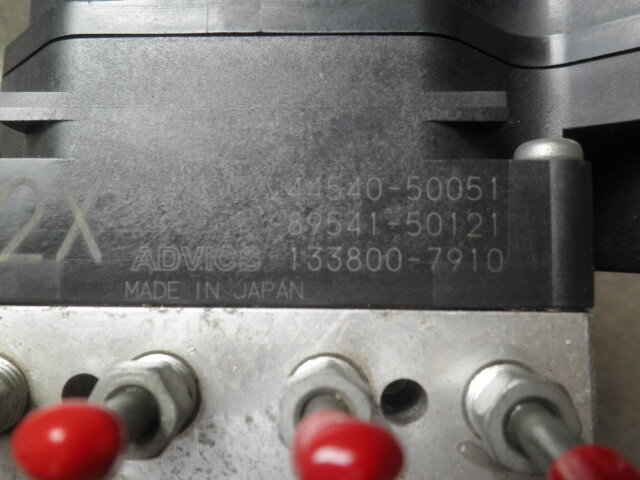 2X
44540-50051
89541-50121
ADVICS 133800-7910
MADE IN JAPAN